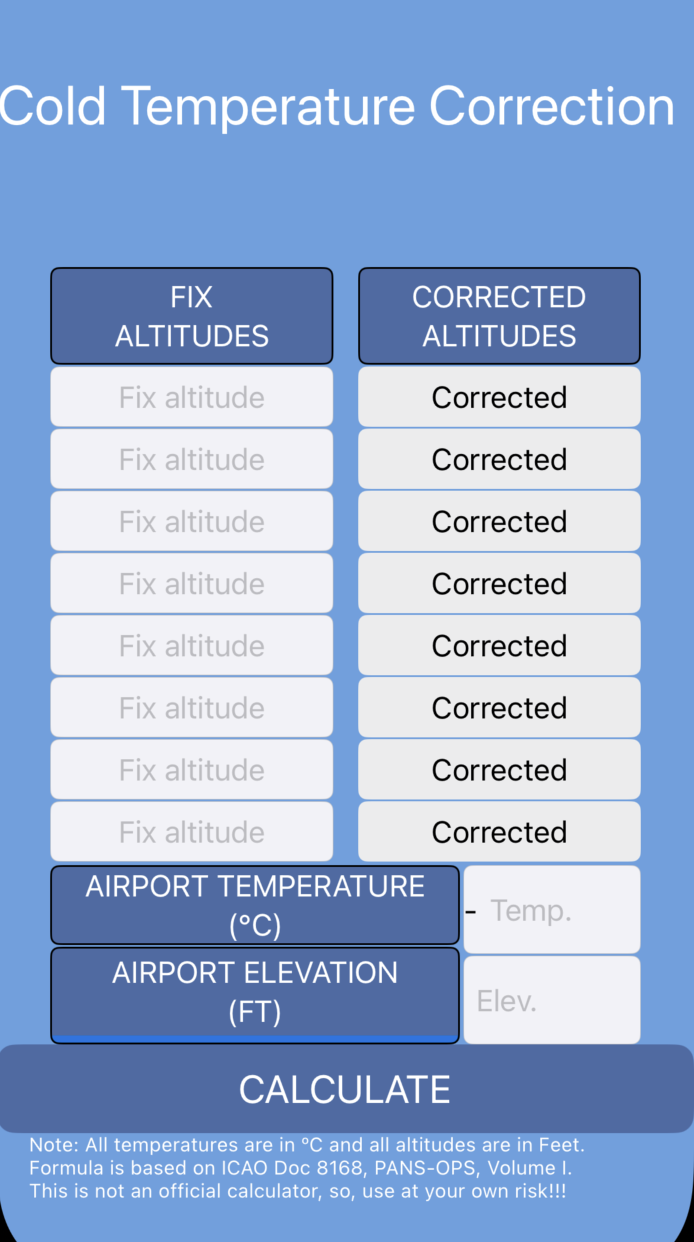 Cold Temperature Correction
FIX
ALTITUDES
CORRECTED
ALTITUDES
Fix altitude
Corrected
Fix altitude
Corrected
Fix altitude
Corrected
Fix altitude
Corrected
Fix altitude
Corrected
Fix altitude
Corrected
Fix altitude
Corrected
Fix altitude
Corrected
AIRPORT TEMPERATURE
(°C)
- Temp.
AIRPORT ELEVATION
(FT)
Elev.
CALCULATE
Note: All temperatures are in °C and all altitudes are in Feet.
Formula is based on ICAO Doc 8168, PANS-OPS, Volume I.
This is not an official calculator, so, use at your own risk!!!